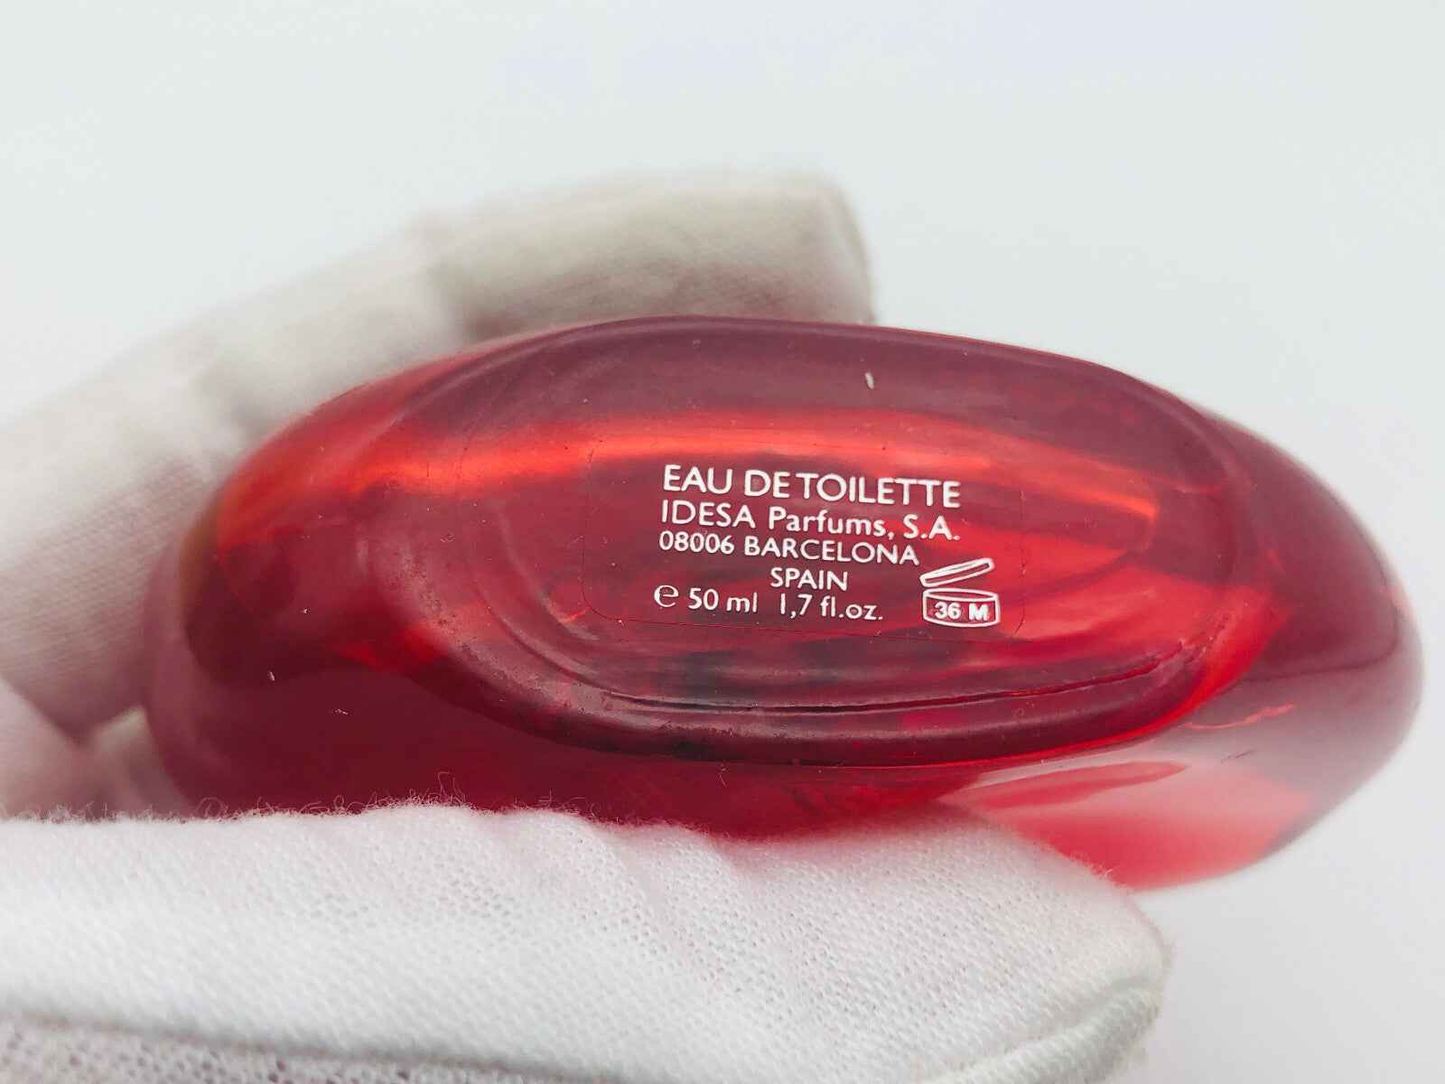 EAU DE TOILETTE
IDESA Parfums, S.A.
08006 BARCELONA
SPAIN
℮ 50 ml 1,7 fl.oz.
36 M